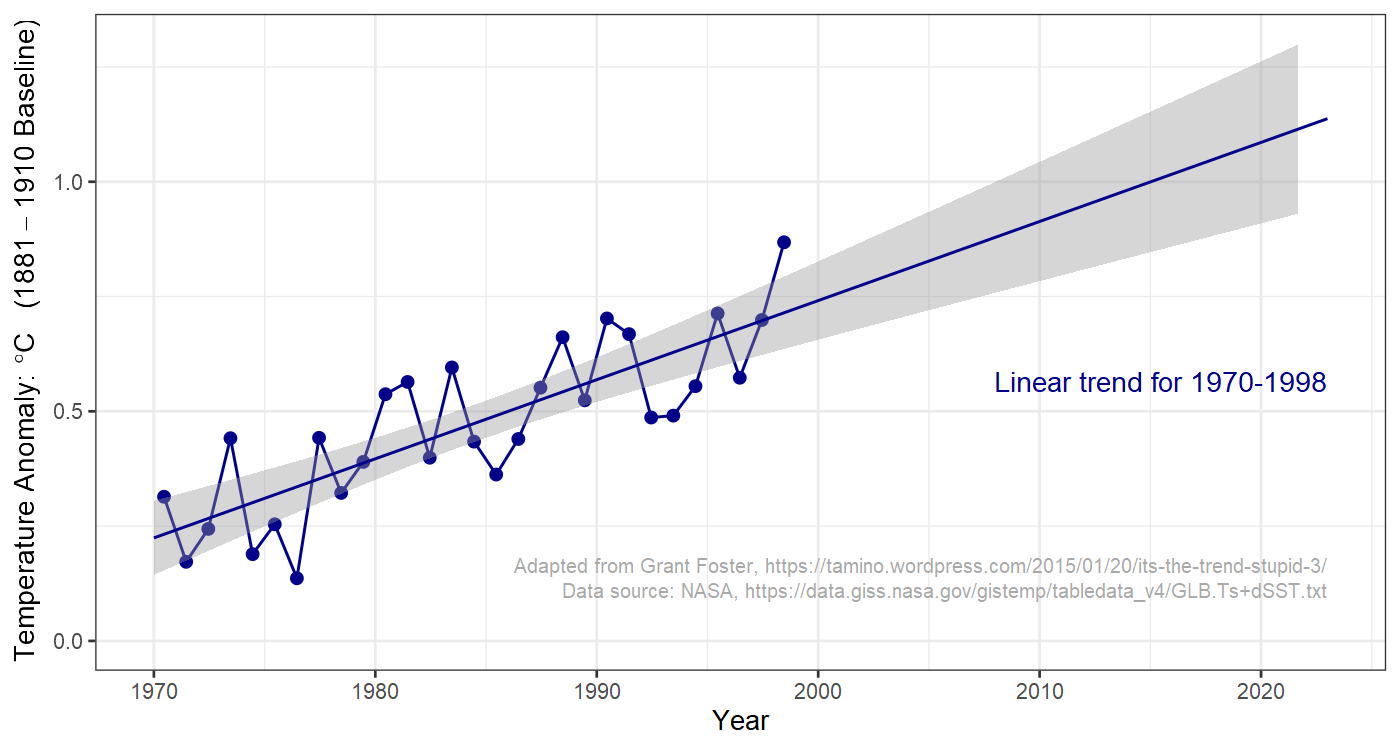 Temperature Anomaly: °C (1881 – 1910 Baseline)
1.0
0.5
0.0
Linear trend for 1970-1998
Adapted from Grant Foster, https://tamino.wordpress.com/2015/01/20/its-the-trend-stupid-3/
Data source: NASA, https://data.giss.nasa.gov/gistemp/tabledata_v4/GLB.Ts+dSST.txt
1970 1980 1990 2000 2010 2020
Year